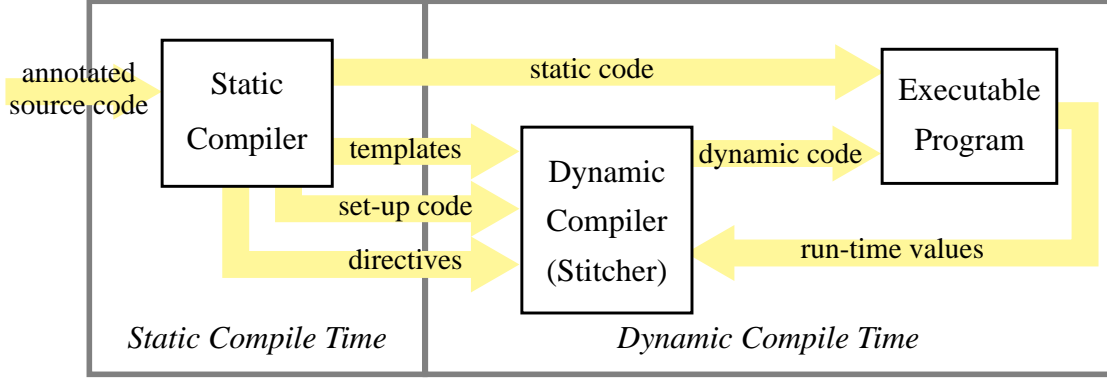 annotated
source code
Static
Compiler
static code
Executable
Program
templates
set-up code
directives
Dynamic
Compiler
(Stitcher)
dynamic code
run-time values
Static Compile Time
Dynamic Compile Time